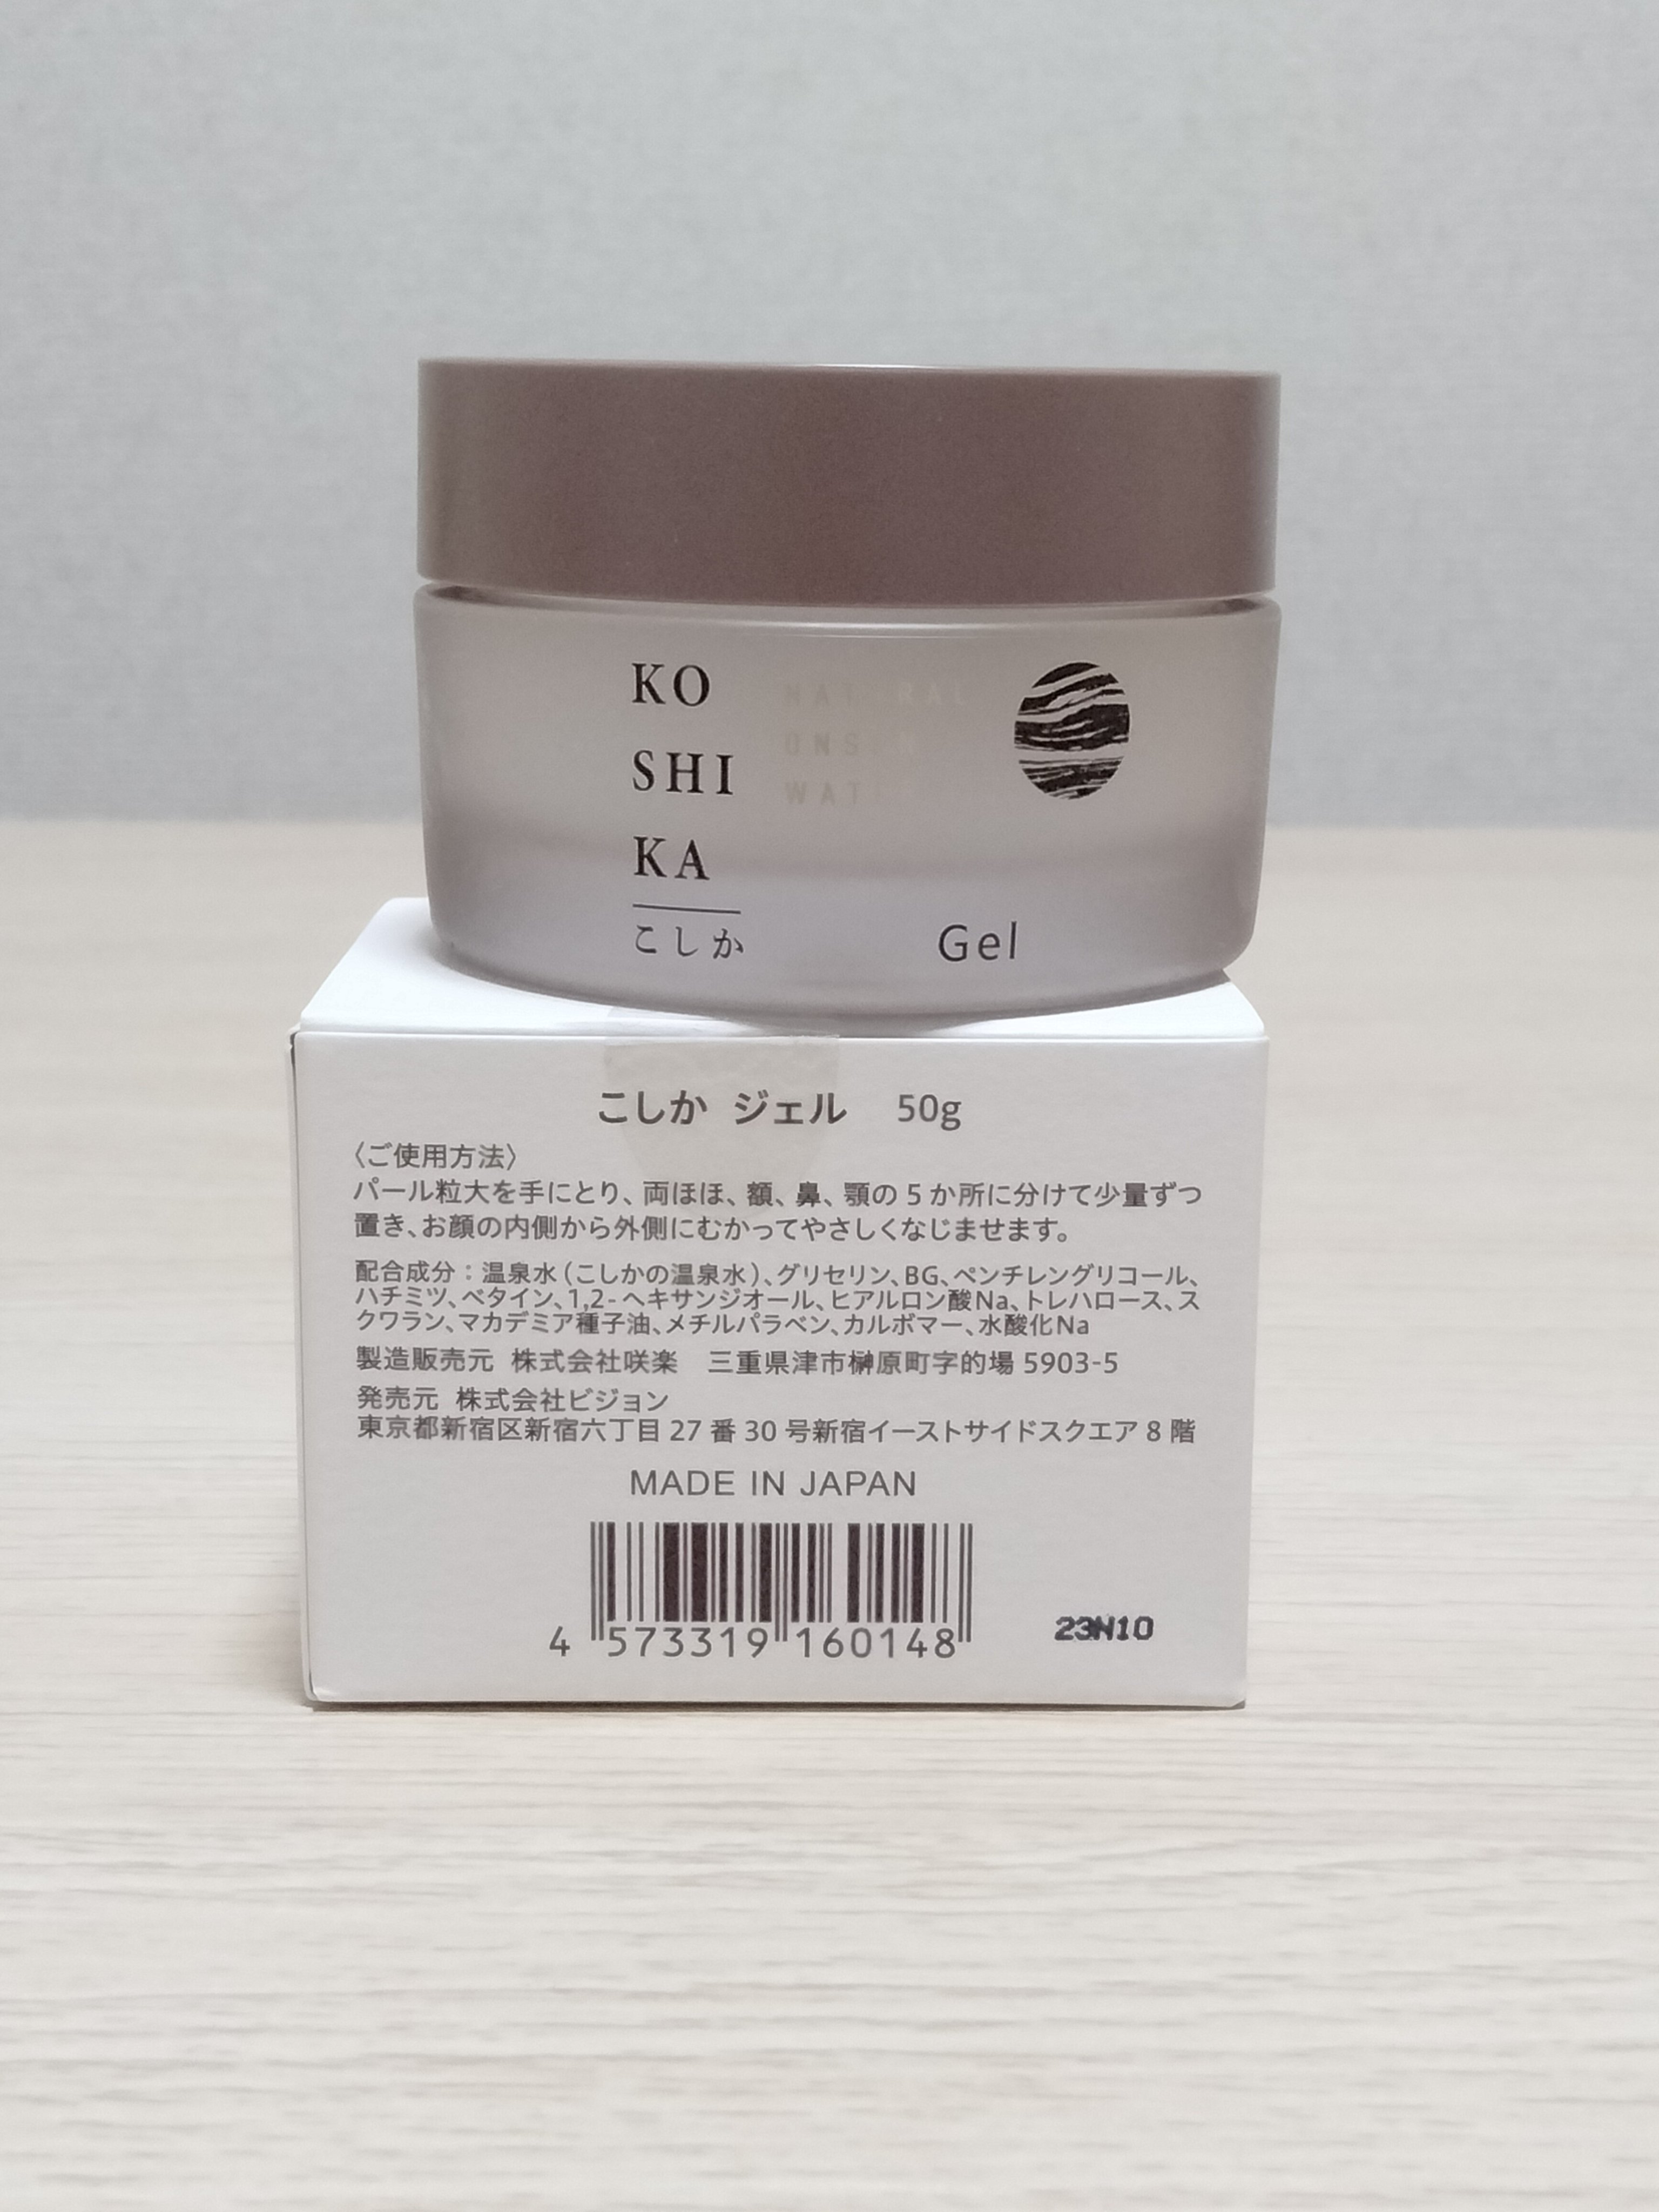 KO
SHI
KA
こしか
NATURAL
ONSEN
WAT
Gel
こしか ジェル 50g
〈ご使用方法〉
パール粒大を手にとり、両ほほ、額、鼻、顎の5か所に分けて少量ずつ
置き、お顔の内側から外側にむかってやさしくなじませます。
配合成分：温泉水(こしかの温泉水)、グリセリン、BG、ペンチレングリコール、
ハチミツ、ベタイン、1,2-ヘキサンジオール、ヒアルロン酸Na、トレハロース、ス
クワラン、マカデミア種子油、メチルパラベン、カルボマー、水酸化Na
製造販売元 株式会社咲楽 三重県津市榊原町字的場5903-5
発売元 株式会社ビジョン
東京都新宿区新宿六丁目27番30号新宿イーストサイドスクエア8階
MADE IN JAPAN
4 573319 160148
23N10